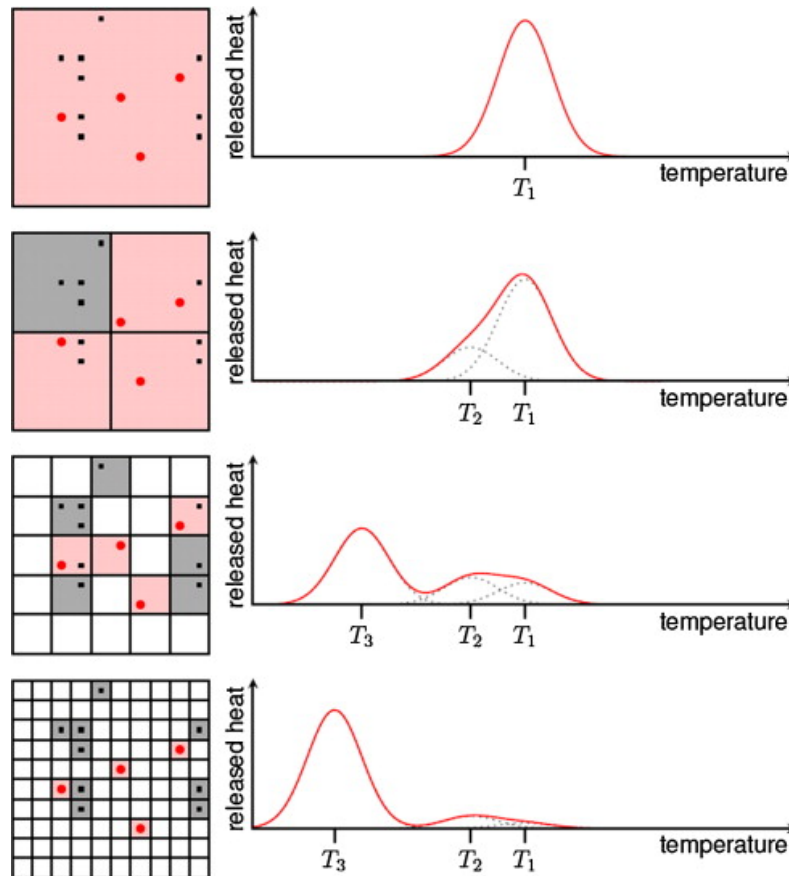 released heat
temperature
T₁
released heat
temperature
T₂ T₁
released heat
temperature
T₃ T₂ T₁
released heat
temperature
T₃ T₂ T₁